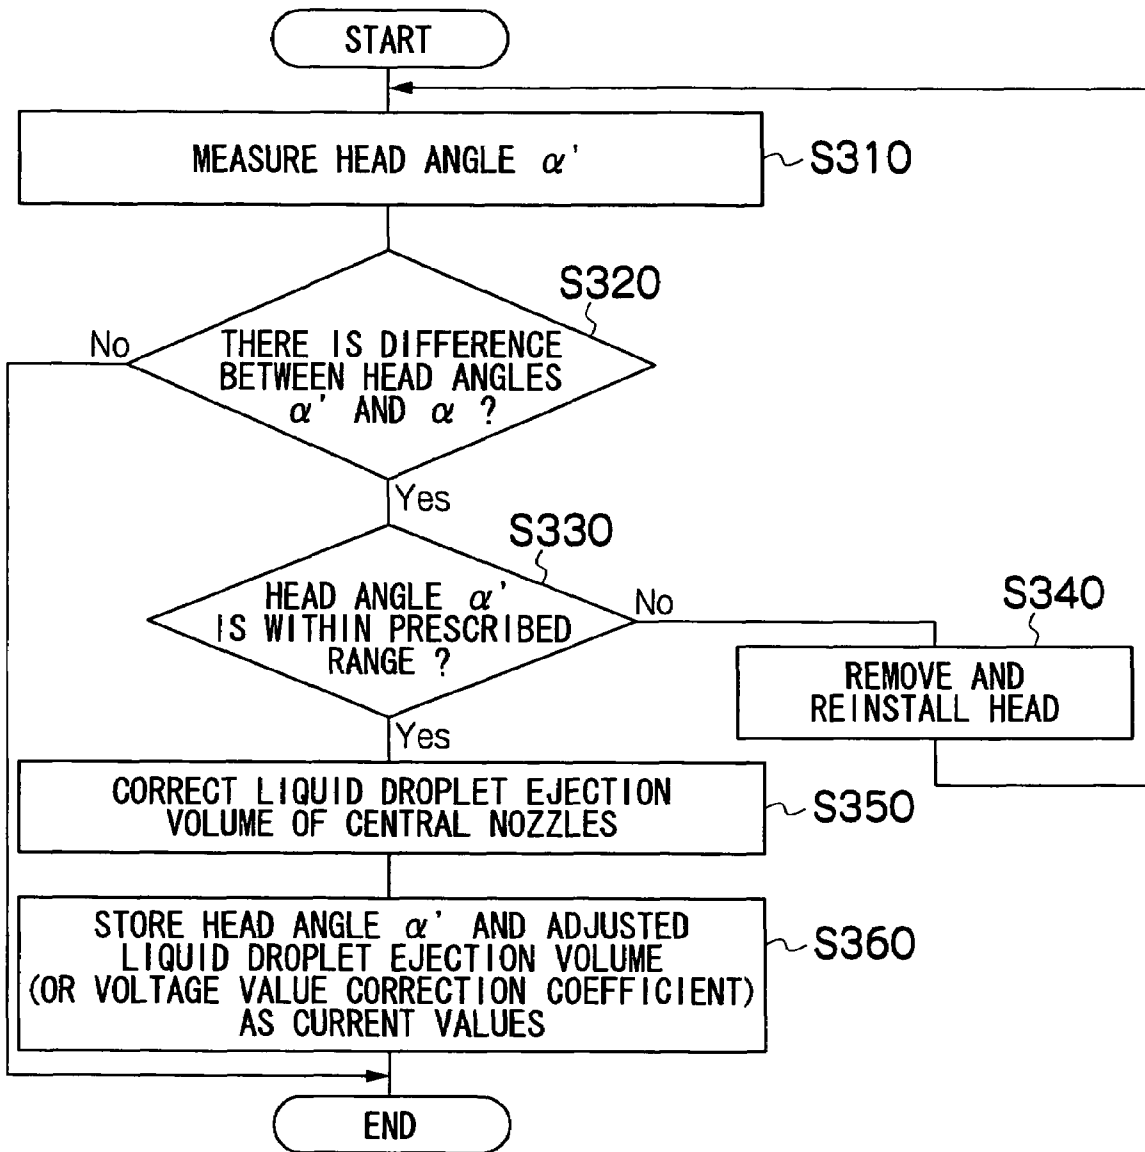 START
MEASURE HEAD ANGLE α'
S310
S320
No
THERE IS DIFFERENCE
BETWEEN HEAD ANGLES
α' AND α ?
Yes
S330
HEAD ANGLE α'
IS WITHIN PRESCRIBED
RANGE ?
No
S340
REMOVE AND
REINSTALL HEAD
Yes
CORRECT LIQUID DROPLET EJECTION
VOLUME OF CENTRAL NOZZLES
S350
STORE HEAD ANGLE α' AND ADJUSTED
LIQUID DROPLET EJECTION VOLUME
(OR VOLTAGE VALUE CORRECTION COEFFICIENT)
AS CURRENT VALUES
S360
END